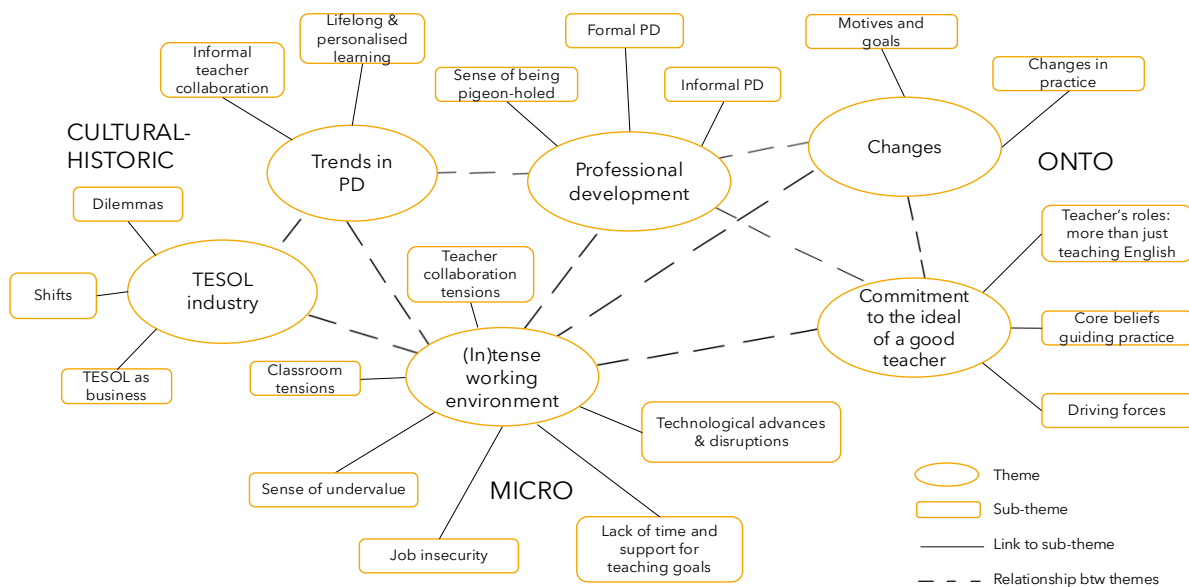 Lifelong &
personalised
learning
Informal
teacher
collaboration
Formal PD
Sense of being
pigeon-holed
Informal PD
Motives and
goals
Changes in
practice
CULTURAL-
HISTORIC
Trends in
PD
Professional
development
Changes
ONTO
Dilemmas
Shifts
TESOL
industry
TESOL as
business
Teacher
collaboration
tensions
Teacher’s roles:
more than just
teaching English
Commitment
to the ideal
of a good
teacher
Core beliefs
guiding practice
Driving forces
(In)tense
working
environment
Classroom
tensions
Technological advances
& disruptions
Sense of undervalue
MICRO
Job insecurity
Lack of time and
support for
teaching goals
Theme
Sub-theme
Link to sub-theme
Relationship btw themes